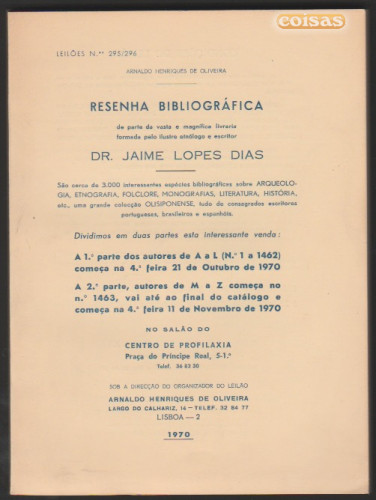 coisas
LEILÕES N.os 295/296
ARNALDO HENRIQUES DE OLIVEIRA
RESENHA BIBLIOGRÁFICA
de parte da vasta e magnífica livraria
formada pelo ilustre etnólogo e escritor
DR. JAIME LOPES DIAS
São cerca de 3.000 interessantes espécies bibliográficas sobre ARQUEOLO-
GIA, ETNOGRAFIA, FOLCLORE, MONOGRAFIAS, LITERATURA, HISTÓRIA,
etc., uma grande colecção OLISIPONENSE, tudo de consagrados escritores
portugueses, brasileiros e espanhóis.
Dividimos em duas partes esta interessante venda:
A 1.ª parte dos autores de A a L (N.º 1 a 1462)
começa na 4.ª feira 21 de Outubro de 1970
A 2.ª parte, autores de M a Z começa no
n.º 1463, vai até ao final do catálogo e
começa na 4.ª feira 11 de Novembro de 1970
NO SALÃO DO
CENTRO DE PROFILAXIA
Praça do Príncipe Real, 5-1.º
Telef. 36 82 20
SOB A DIRECÇÃO DO ORGANIZADOR DO LEILÃO
ARNALDO HENRIQUES DE OLIVEIRA
LARGO DO CALHARIZ, 14 — TELEF. 32 84 77
LISBOA — 2
1970